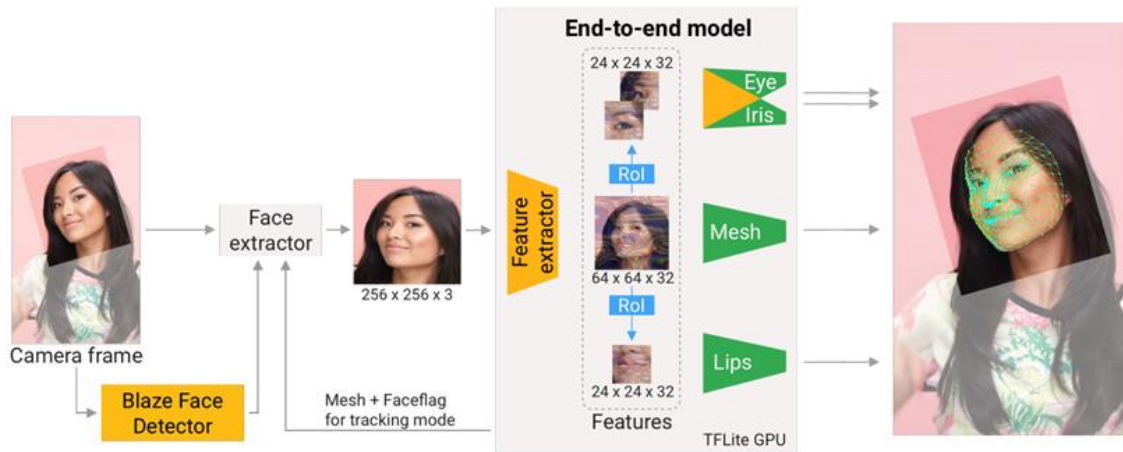 End-to-end model
24 x 24 x 32
Eye
Iris
RoI
Face
extractor
Feature
extractor
Mesh
256 x 256 x 3
64 x 64 x 32
RoI
Camera frame
Lips
Blaze Face
Detector
Mesh + Faceflag
for tracking mode
24 x 24 x 32
Features
TFLite GPU